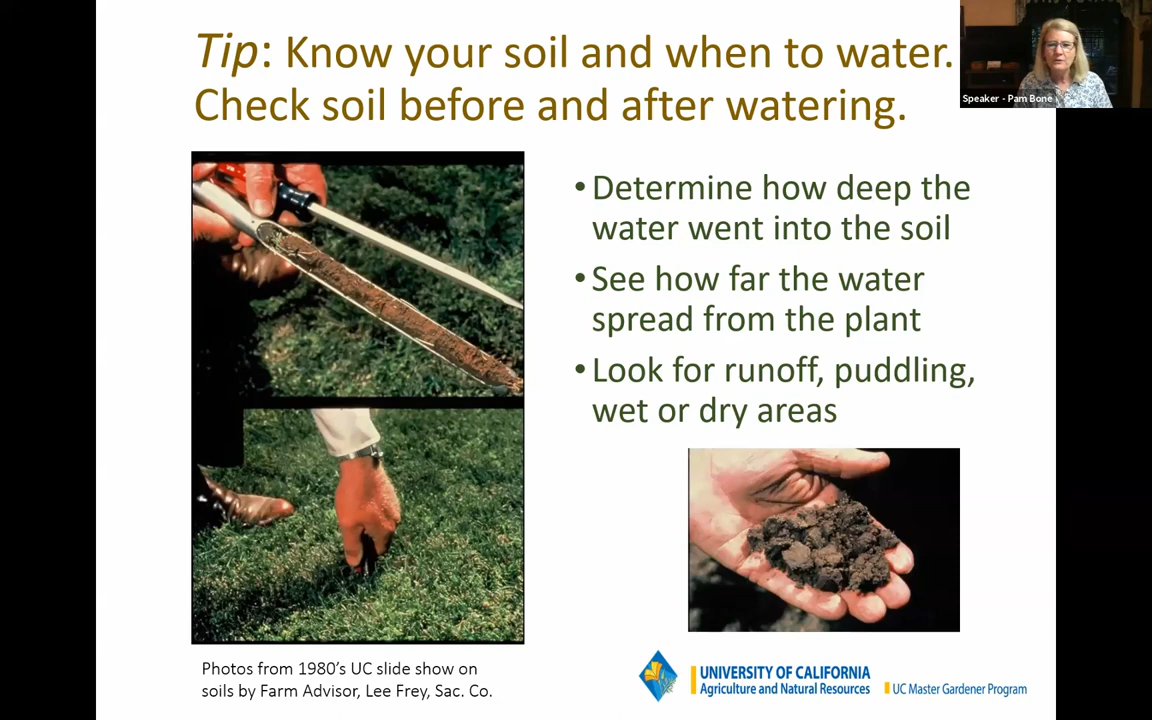 Tip: Know your soil and when to water.
Check soil before and after watering.
Speaker - Pam Bone
• Determine how deep the
water went into the soil
• See how far the water
spread from the plant
• Look for runoff, puddling,
wet or dry areas
Photos from 1980’s UC slide show on
soils by Farm Advisor, Lee Frey, Sac. Co.
UNIVERSITY OF CALIFORNIA
Agriculture and Natural Resources
UC Master Gardener Program